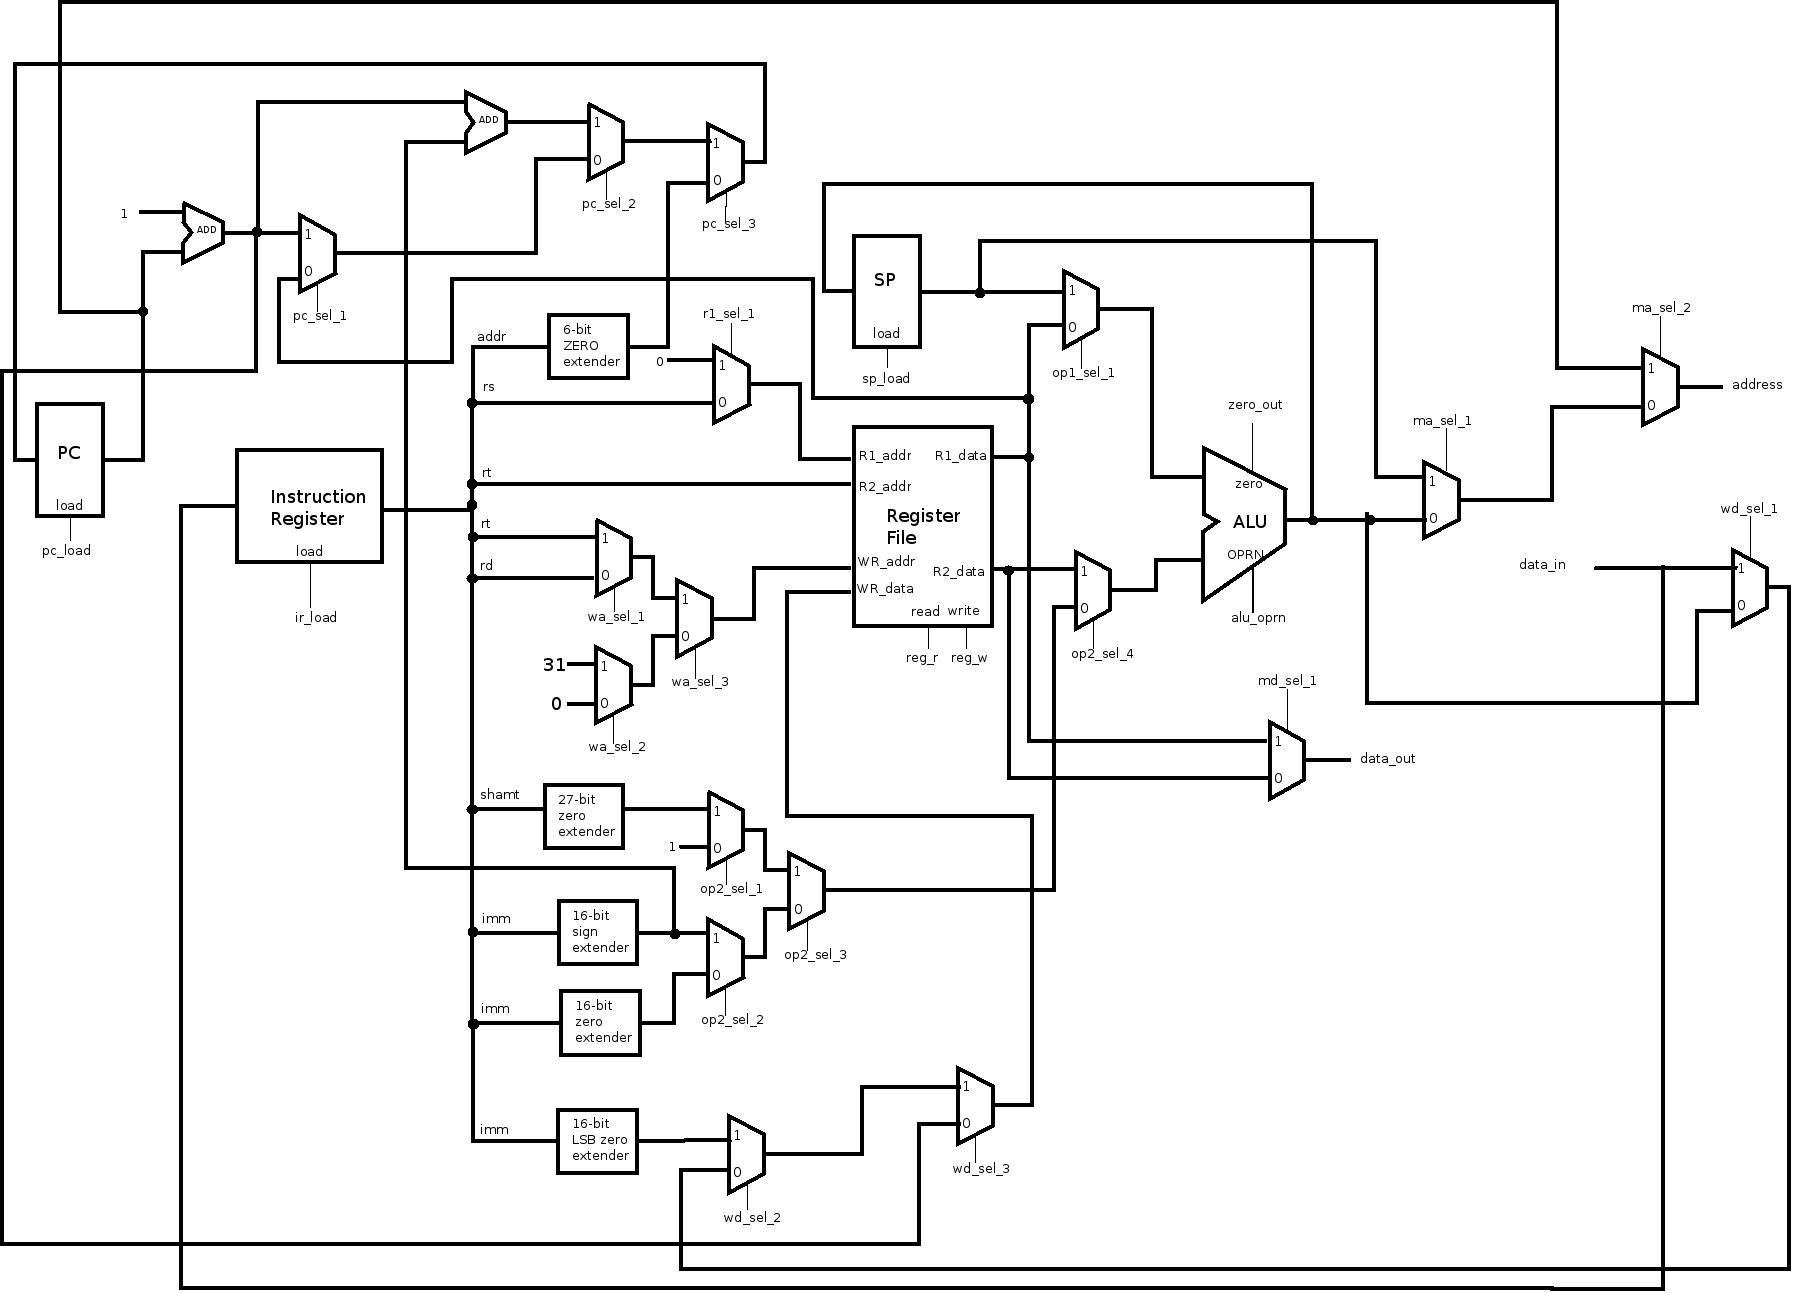 ADD
1
0
pc_sel_2
1
0
pc_sel_3
1
ADD
1
0
pc_sel_1
addr
6-bit
ZERO
extender
r1_sel_1
0
1
0
rs
SP
load
sp_load
1
0
op1_sel_1
ma_sel_2
1
0
address
zero_out
ma_sel_1
1
0
PC
load
pc_load
Instruction
Register
load
ir_load
rt
rt
rd
1
0
wa_sel_1
1
0
wa_sel_3
31
0
1
0
wa_sel_2
R1_addr
R2_addr
Register
File
WR_addr
WR_data
R1_data
R2_data
read
write
reg_r
reg_w
1
0
op2_sel_4
zero
ALU
OPRN
alu_oprn
data_in
wd_sel_1
1
0
md_sel_1
1
0
data_out
shamt
27-bit
zero
extender
1
1
0
op2_sel_1
1
0
op2_sel_3
imm
16-bit
sign
extender
1
0
op2_sel_2
imm
16-bit
zero
extender
imm
16-bit
LSB zero
extender
1
0
wd_sel_2
1
0
wd_sel_3